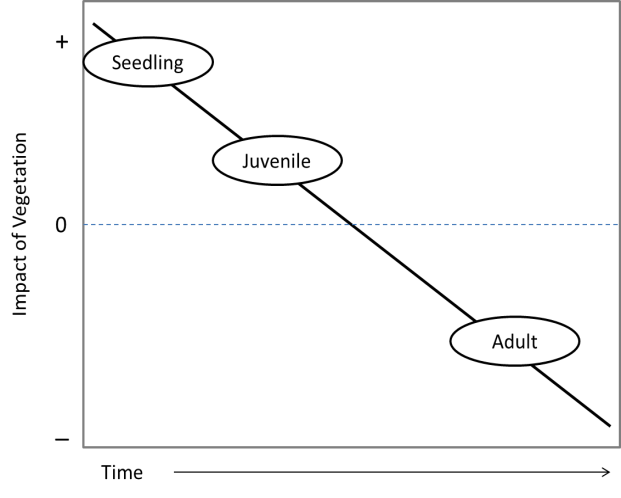 +
Seedling
Juvenile
Impact of Vegetation
0
Adult
–
Time